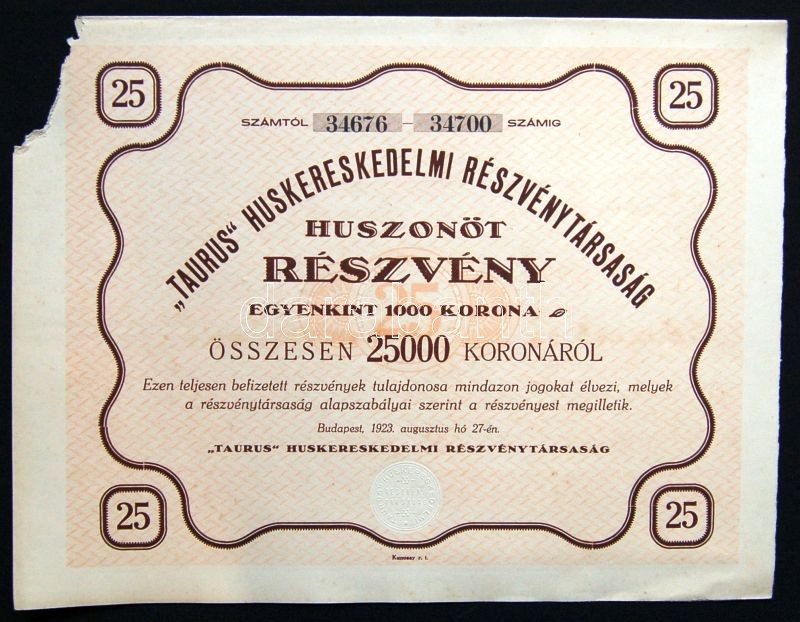 25
25
SZÁMTÓL 34676 — 34700 SZÁMIG
„TAURUS“ HUSKERESKEDELMI RÉSZVÉNYTÁRSASÁG
HUSZONÖT
RÉSZVÉNY
25
EGYENKINT 1000 KORONA
ÖSSZESEN 25000 KORONÁRÓL
Ezen teljesen befizetett részvények tulajdonosa mindazon jogokat élvezi, melyek
a részvénytársaság alapszabályai szerint a részvényest megilletik.
Budapest, 1923. augusztus hó 27-én.
„TAURUS“ HUSKERESKEDELMI RÉSZVÉNYTÁRSASÁG
25
25